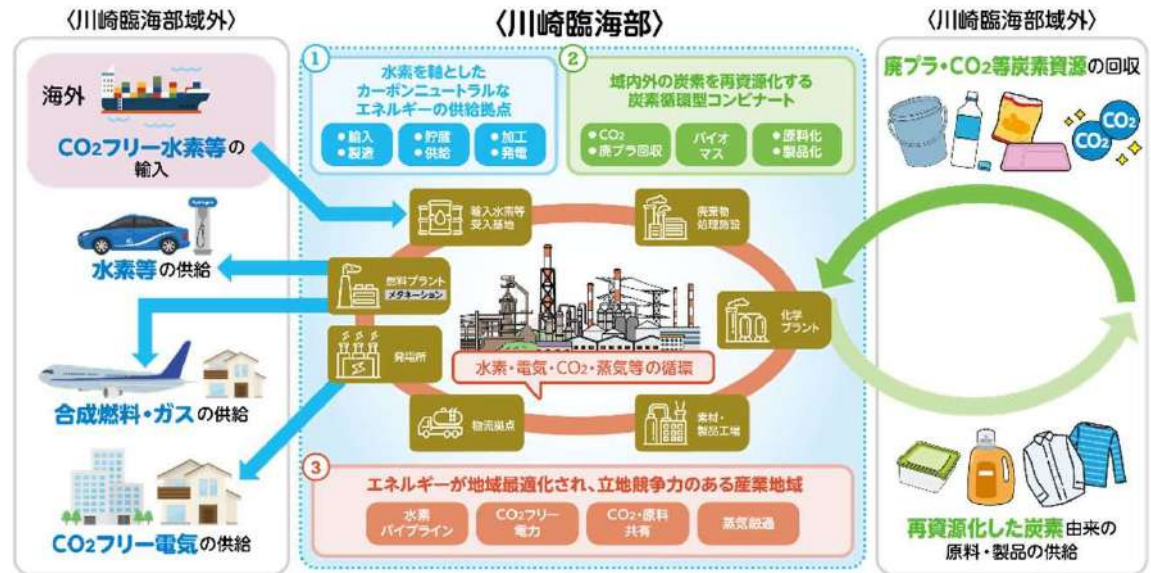 〈川崎臨海部域外〉
海外
CO2フリー水素等の
輸入
水素等の供給
合成燃料・ガスの供給
CO2フリー電気の供給
〈川崎臨海部〉
1
水素を軸とした
カーボンニュートラルな
エネルギーの供給拠点
●輸入
●製造
●貯蔵
●供給
●加工
●発電
2
域内外の炭素を再資源化する
炭素循環型コンビナート
●CO2
●廃プラ回収
バイオ
マス
●原料化
●製品化
輸入水素等
受入基地
廃棄物
処理施設
燃料プラント
メタネーション
化学
プラント
発電所
水素・電気・CO2・蒸気等の循環
物流拠点
素材・
製品工場
3
エネルギーが地域最適化され、立地競争力のある産業地域
水素
パイプライン
CO2フリー
電力
CO2・原料
共有
蒸気融通
〈川崎臨海部域外〉
廃プラ・CO2等炭素資源の回収
CO2
CO2
再資源化した炭素由来の
原料・製品の供給